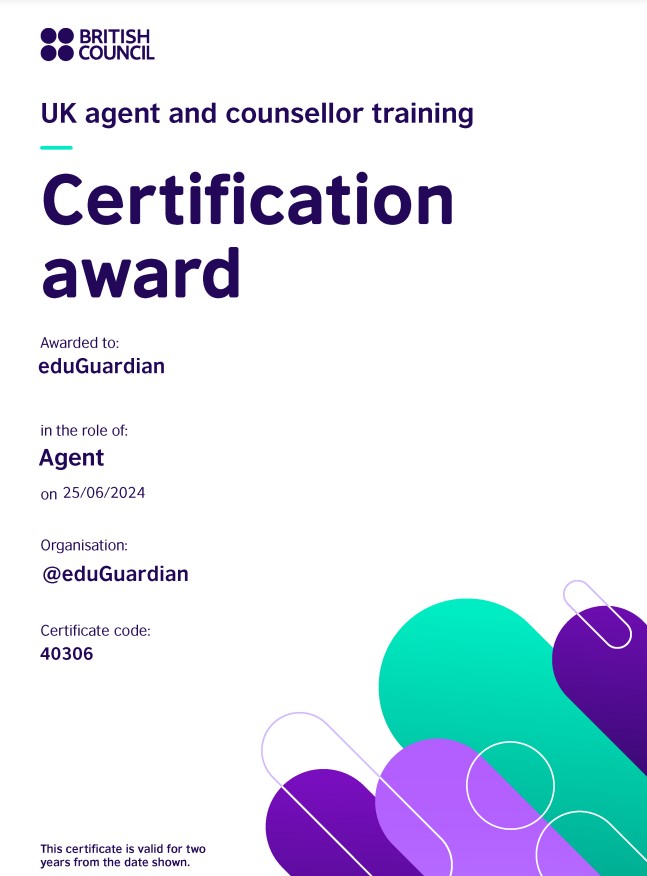 BRITISH
COUNCIL
UK agent and counsellor training
Certification
award
Awarded to:
eduGuardian
in the role of:
Agent
on 25/06/2024
Organisation:
@eduGuardian
Certificate code:
40306
This certificate is valid for two
years from the date shown.